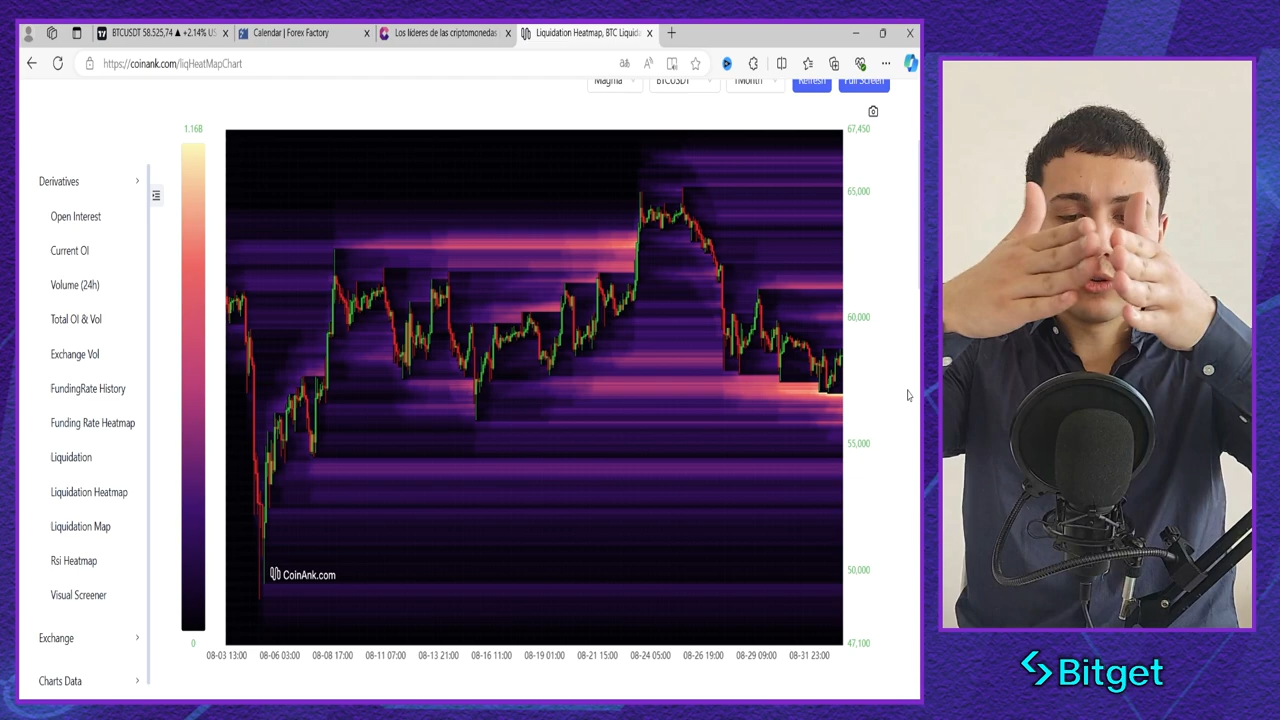 BTCUSDT 58.525,74 ▲ +2.14% US
Calendar | Forex Factory
Los líderes de las criptomonedas
Liquidation Heatmap, BTC Liquida
https://coinank.com/liqHeatMapChart
Magma
BTCUSDT
1Month
Refresh
Full Screen
1.16B
67,450
Derivatives
65,000
Open Interest
Current OI
Volume (24h)
Total OI & Vol
60,000
Exchange Vol
FundingRate History
Funding Rate Heatmap
55,000
Liquidation
Liquidation Heatmap
Liquidation Map
Rsi Heatmap
50,000
CoinAnk.com
Visual Screener
Exchange
0
47,100
08-03 13:00
08-06 03:00
08-08 17:00
08-11 07:00
08-13 21:00
08-16 11:00
08-19 01:00
08-21 15:00
08-24 05:00
08-26 19:00
08-29 09:00
08-31 23:00
Charts Data
Bitget